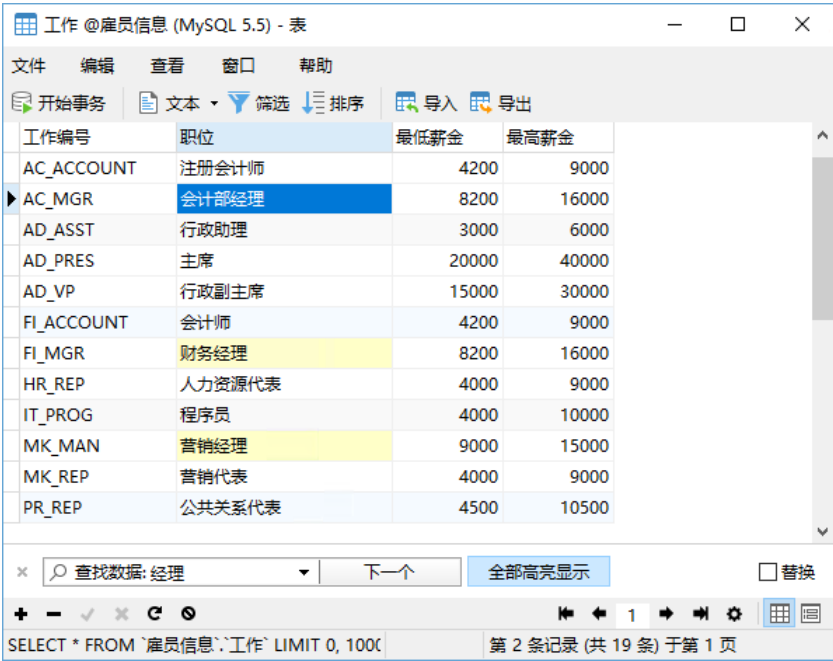 工作 @雇员信息 (MySQL 5.5) - 表
文件 编辑 查看 窗口 帮助
开始事务 文本 筛选 排序 导入 导出
工作编号 职位 最低薪金 最高薪金
AC_ACCOUNT 注册会计师 4200 9000
AC_MGR 会计部经理 8200 16000
AD_ASST 行政助理 3000 6000
AD_PRES 主席 20000 40000
AD_VP 行政副主席 15000 30000
FI_ACCOUNT 会计师 4200 9000
FI_MGR 财务经理 8200 16000
HR_REP 人力资源代表 4000 9000
IT_PROG 程序员 4000 10000
MK_MAN 营销经理 9000 15000
MK_REP 营销代表 4000 9000
PR_REP 公共关系代表 4500 10500
查找数据: 经理 下一个 全部高亮显示 替换
1
SELECT * FROM `雇员信息`.`工作` LIMIT 0, 1000 第 2 条记录 (共 19 条) 于第 1 页